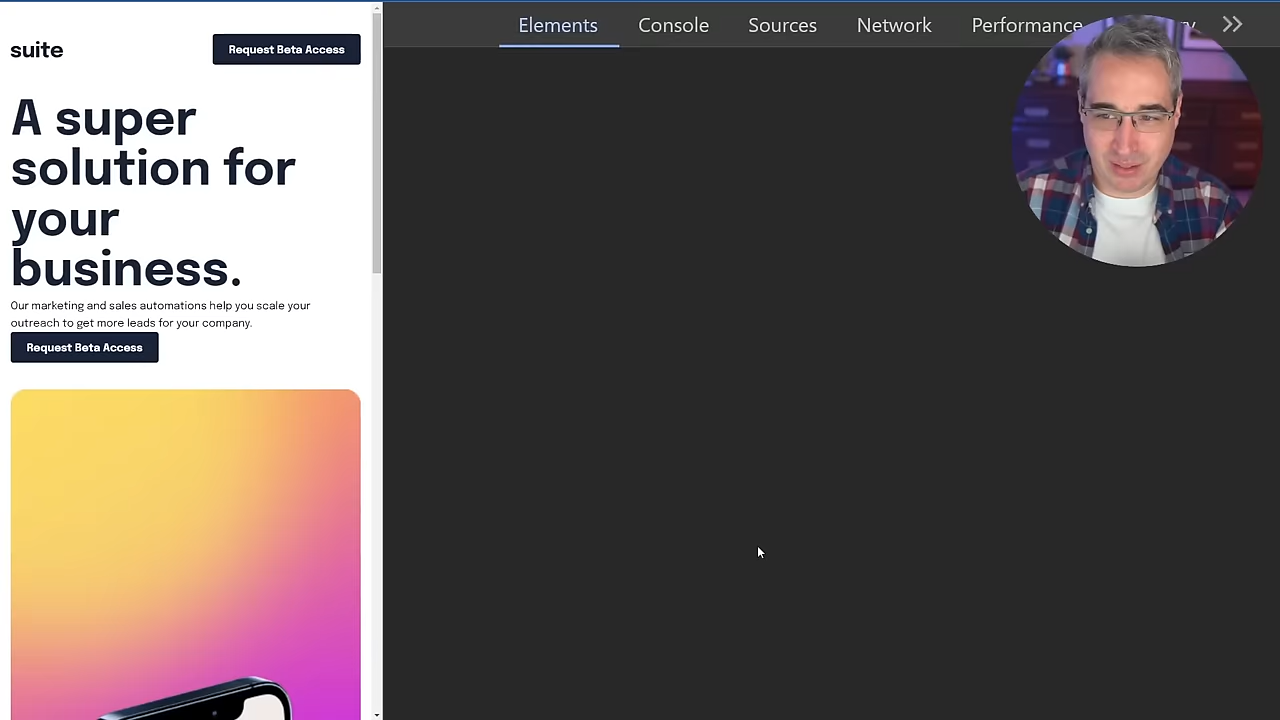 Elements Console Sources Network Performance
suite
Request Beta Access
A super
solution for
your
business.
Our marketing and sales automations help you scale your
outreach to get more leads for your company.
Request Beta Access